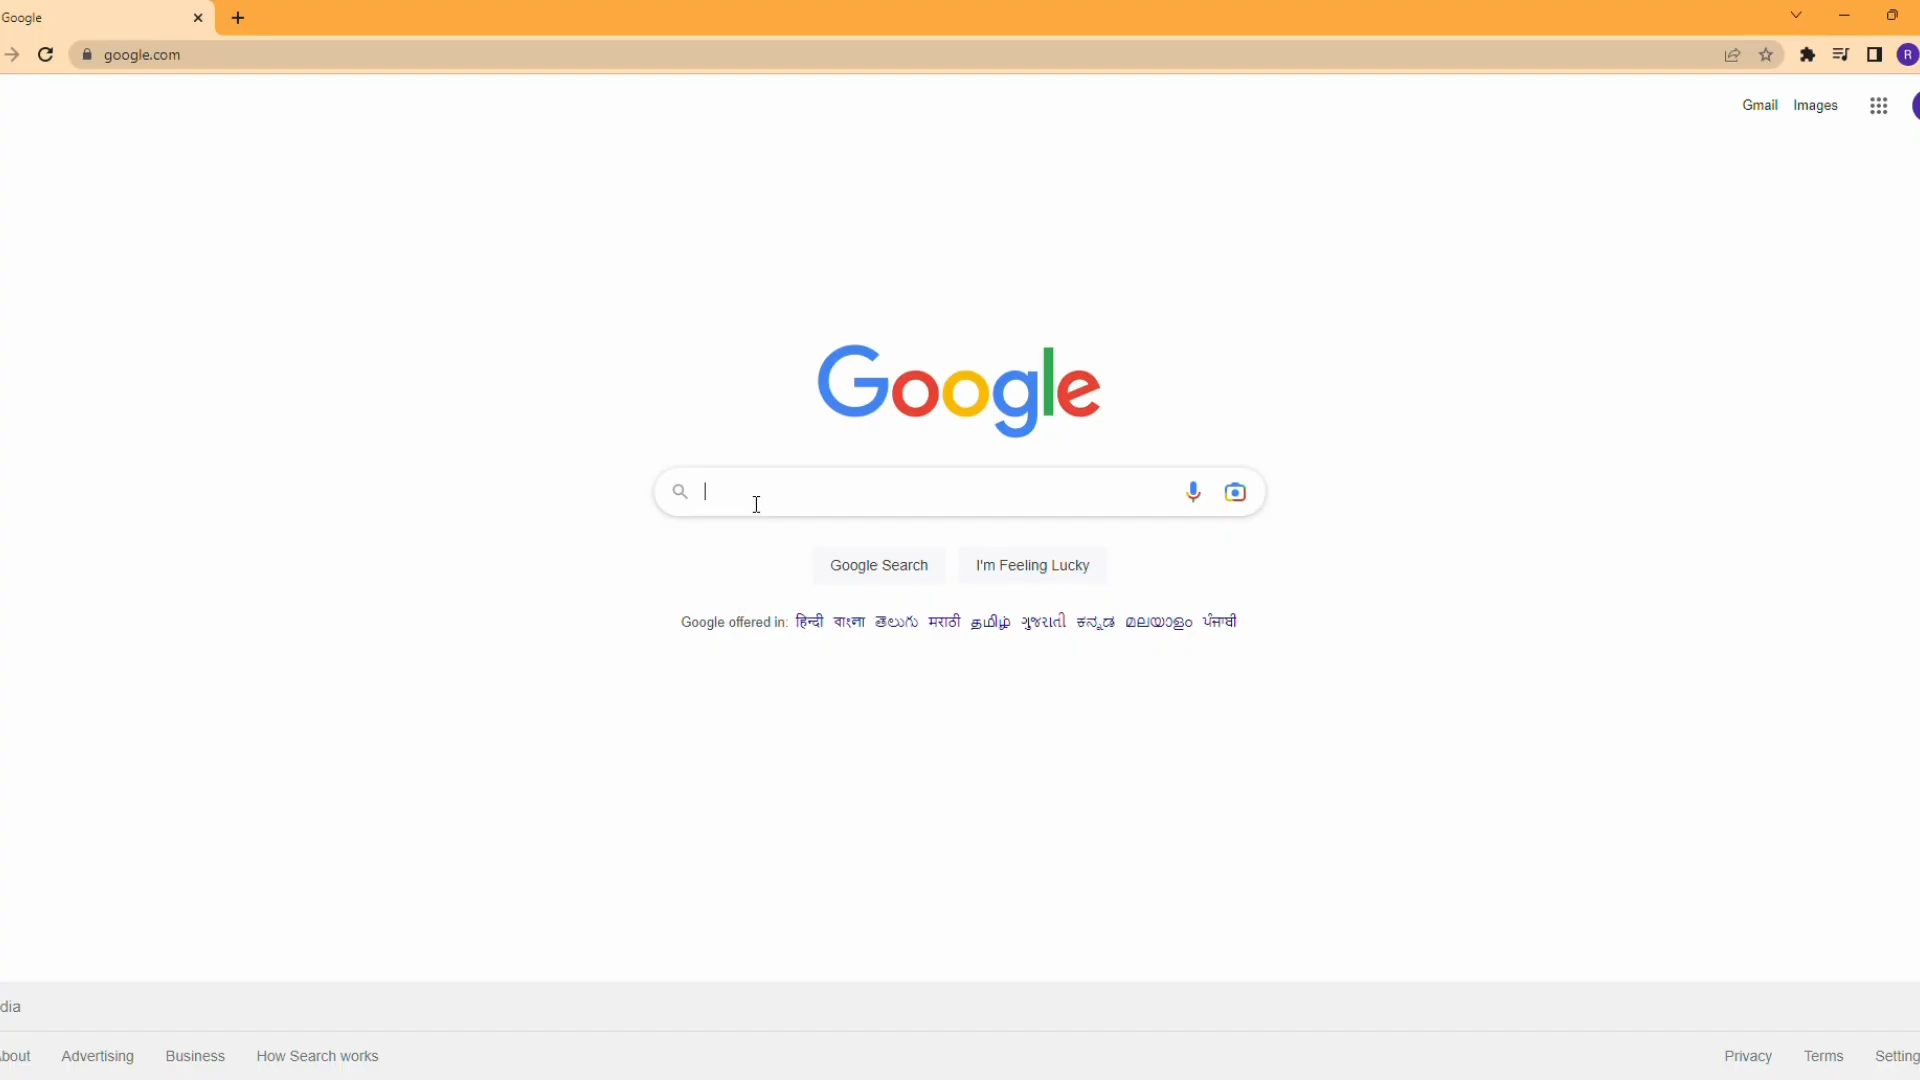 Google
google.com
R
Gmail Images
Google
Google Search I'm Feeling Lucky
Google offered in: हिन्दी বাংলা తెలుగు मराठी தமிழ் ગુજરાતી ಕನ್ನಡ മലയാളം ਪੰਜਾਬੀ
dia
bout Advertising Business How Search works
Privacy Terms Setting